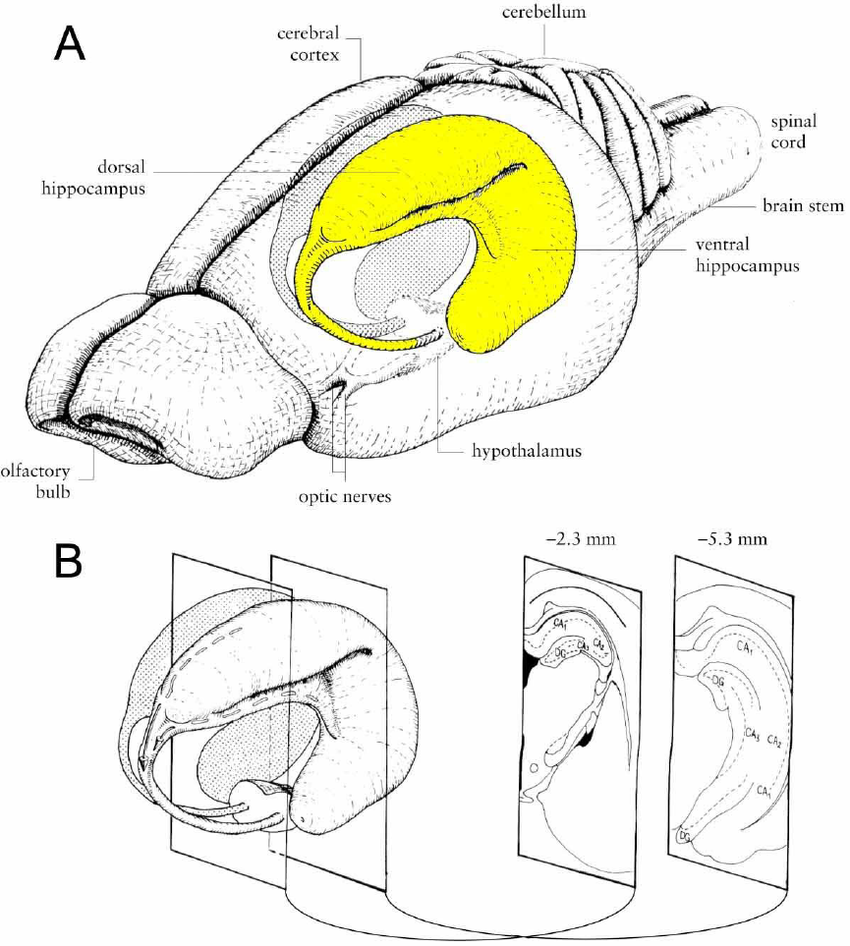 A
cerebellum
cerebral
cortex
spinal
cord
dorsal
hippocampus
brain stem
ventral
hippocampus
hypothalamus
olfactory
bulb
optic nerves
B
−2.3 mm
−5.3 mm
CA1
CA2
CA3
DG
CA1
DG
CA3
CA2
CA1
DG